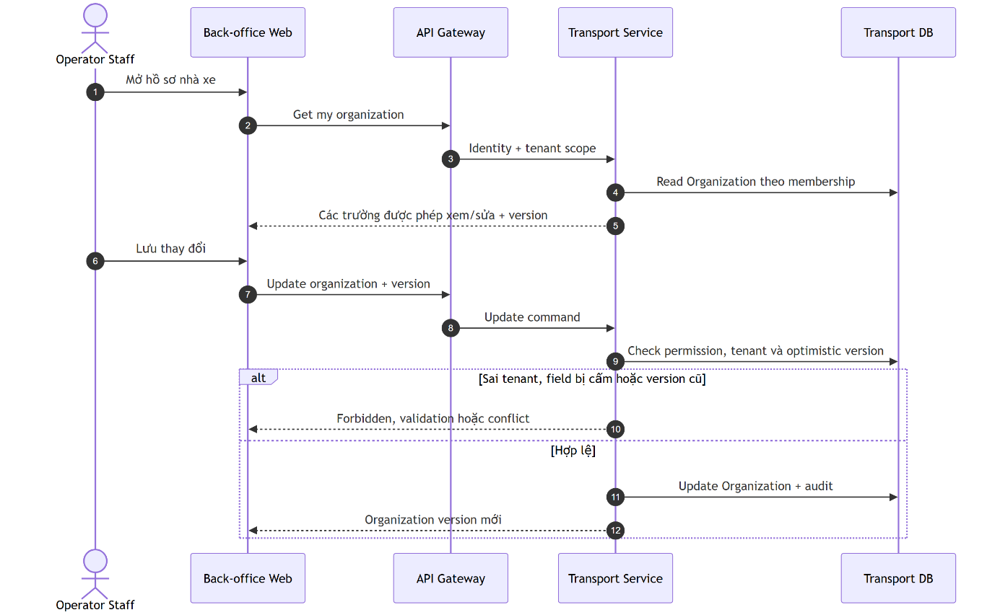 Back-office Web
API Gateway
Transport Service
Transport DB
Operator Staff
Mở hồ sơ nhà xe
1
Get my organization
2
Identity + tenant scope
3
Read Organization theo membership
4
Các trường được phép xem/sửa + version
5
Lưu thay đổi
6
Update organization + version
7
Update command
8
Check permission, tenant và optimistic version
9
alt
[Sai tenant, field bị cấm hoặc version cũ]
Forbidden, validation hoặc conflict
10
[Hợp lệ]
Update Organization + audit
11
Organization version mới
12
Back-office Web
API Gateway
Transport Service
Transport DB
Operator Staff